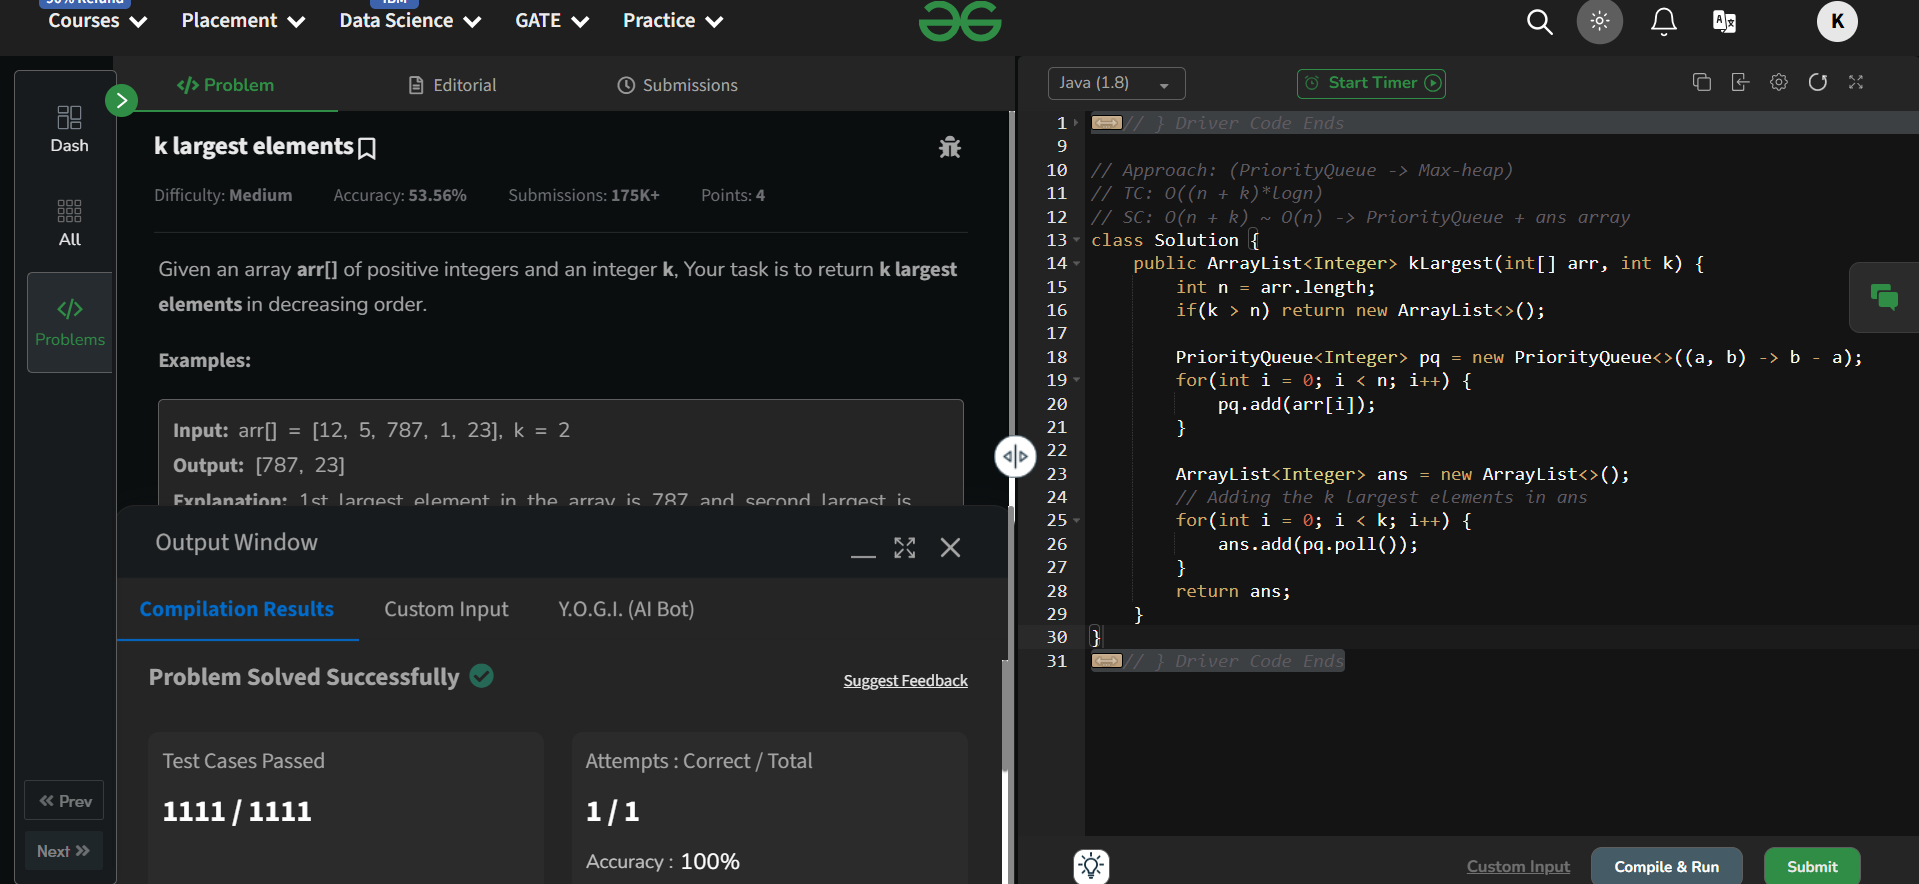 Courses
Placement
Data Science
GATE
Practice
K
Dash
All
Problems
Prev
Next
Problem
Editorial
Submissions
k largest elements
Difficulty: Medium Accuracy: 53.56% Submissions: 175K+ Points: 4
Given an array arr[] of positive integers and an integer k, Your task is to return k largest
elements in decreasing order.
Examples:
Input: arr[] = [12, 5, 787, 1, 23], k = 2
Output: [787, 23]
Explanation: 1st largest element in the array is 787 and second largest is
Output Window
Compilation Results
Custom Input
Y.O.G.I. (AI Bot)
Problem Solved Successfully
Suggest Feedback
Test Cases Passed
1111 / 1111
Attempts : Correct / Total
1 / 1
Accuracy : 100%
Java (1.8)
Start Timer
1 // } Driver Code Ends
9
10 // Approach: (PriorityQueue -> Max-heap)
11 // TC: O((n + k)*logn)
12 // SC: O(n + k) ~ O(n) -> PriorityQueue + ans array
13 class Solution {
14 public ArrayList<Integer> kLargest(int[] arr, int k) {
15 int n = arr.length;
16 if(k > n) return new ArrayList<>();
17
18 PriorityQueue<Integer> pq = new PriorityQueue<>((a, b) -> b - a);
19 for(int i = 0; i < n; i++) {
20 pq.add(arr[i]);
21 }
22
23 ArrayList<Integer> ans = new ArrayList<>();
24 // Adding the k largest elements in ans
25 for(int i = 0; i < k; i++) {
26 ans.add(pq.poll());
27 }
28 return ans;
29 }
30 }
31 // } Driver Code Ends
Custom Input
Compile & Run
Submit